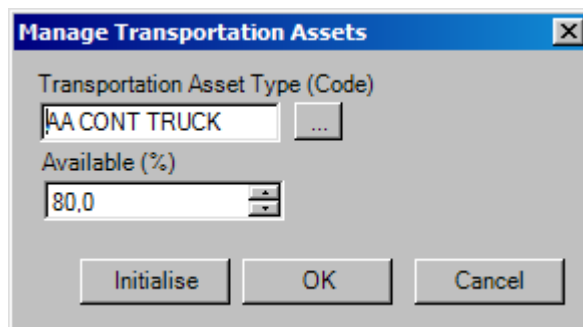 Manage Transportation Assets
Transportation Asset Type (Code)
AA CONT TRUCK
...
Available (%)
80,0
Initialise OK Cancel